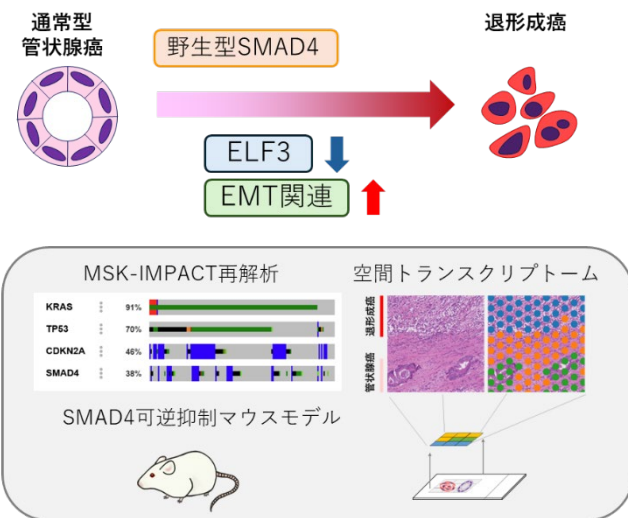 通常型
管状腺癌
野生型SMAD4
退形成癌
ELF3
EMT関連
MSK-IMPACT再解析
空間トランスクリプトーム
KRAS 91%
TP53 70%
CDKN2A 46%
SMAD4 38%
退形成癌
管状腺癌
SMAD4可逆抑制マウスモデル